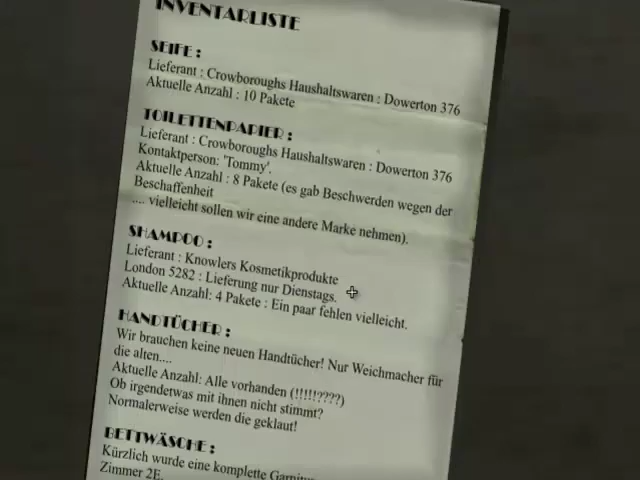 INVENTARLISTE
SEIFE :
Lieferant : Crowboroughs Haushaltswaren : Dowerton 376
Aktuelle Anzahl : 10 Pakete
TOILETTENPAPIER :
Lieferant : Crowboroughs Haushaltswaren : Dowerton 376
Kontaktperson: 'Tommy'.
Aktuelle Anzahl : 8 Pakete (es gab Beschwerden wegen der
Beschaffenheit
.... vielleicht sollen wir eine andere Marke nehmen).
SHAMPOO :
Lieferant : Knowlers Kosmetikprodukte
London 5282 : Lieferung nur Dienstags.
Aktuelle Anzahl: 4 Pakete : Ein paar fehlen vielleicht.
HANDTÜCHER :
Wir brauchen keine neuen Handtücher! Nur Weichmacher für
die alten....
Aktuelle Anzahl: Alle vorhanden (!!!!!????)
Ob irgendetwas mit ihnen nicht stimmt?
Normalerweise werden die geklaut!
BETTWÄSCHE :
Kürzlich wurde eine komplette
Zimmer 2E.